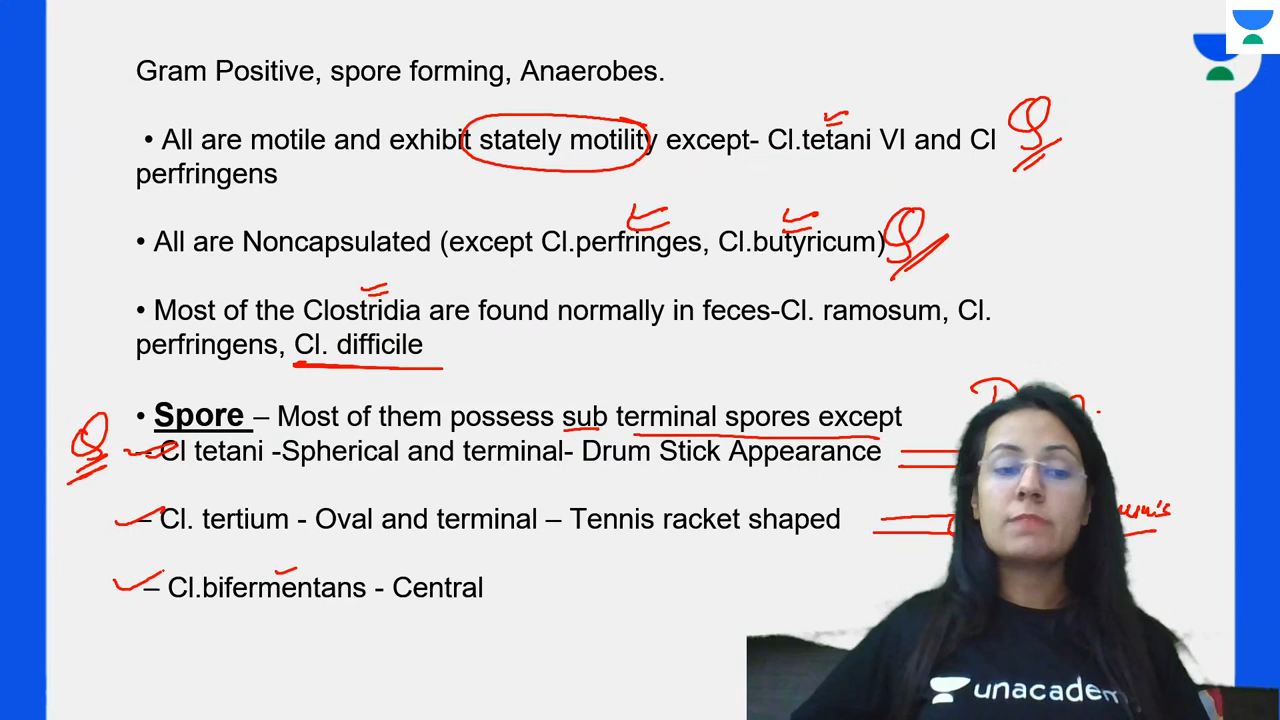 Gram Positive, spore forming, Anaerobes.
• All are motile and exhibit stately motility except- Cl.tetani VI and Cl
perfringens
• All are Noncapsulated (except Cl.perfringes, Cl.butyricum)
• Most of the Clostridia are found normally in feces-Cl. ramosum, Cl.
perfringens, Cl. difficile
• Spore – Most of them possess sub terminal spores except
– Cl tetani -Spherical and terminal- Drum Stick Appearance
– Cl. tertium - Oval and terminal – Tennis racket shaped
– Cl.bifermentans - Central
unacadem